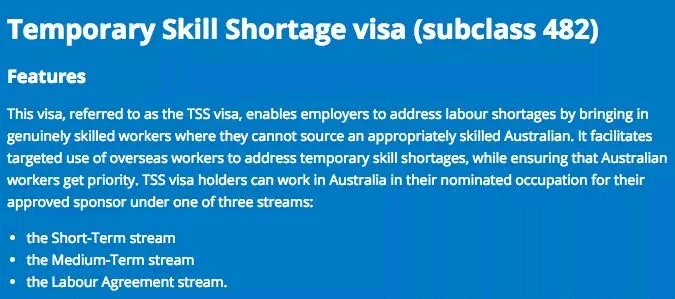 Temporary Skill Shortage visa (subclass 482)
Features
This visa, referred to as the TSS visa, enables employers to address labour shortages by bringing in
genuinely skilled workers where they cannot source an appropriately skilled Australian. It facilitates
targeted use of overseas workers to address temporary skill shortages, while ensuring that Australian
workers get priority. TSS visa holders can work in Australia in their nominated occupation for their
approved sponsor under one of three streams:
• the Short-Term stream
• the Medium-Term stream
• the Labour Agreement stream.